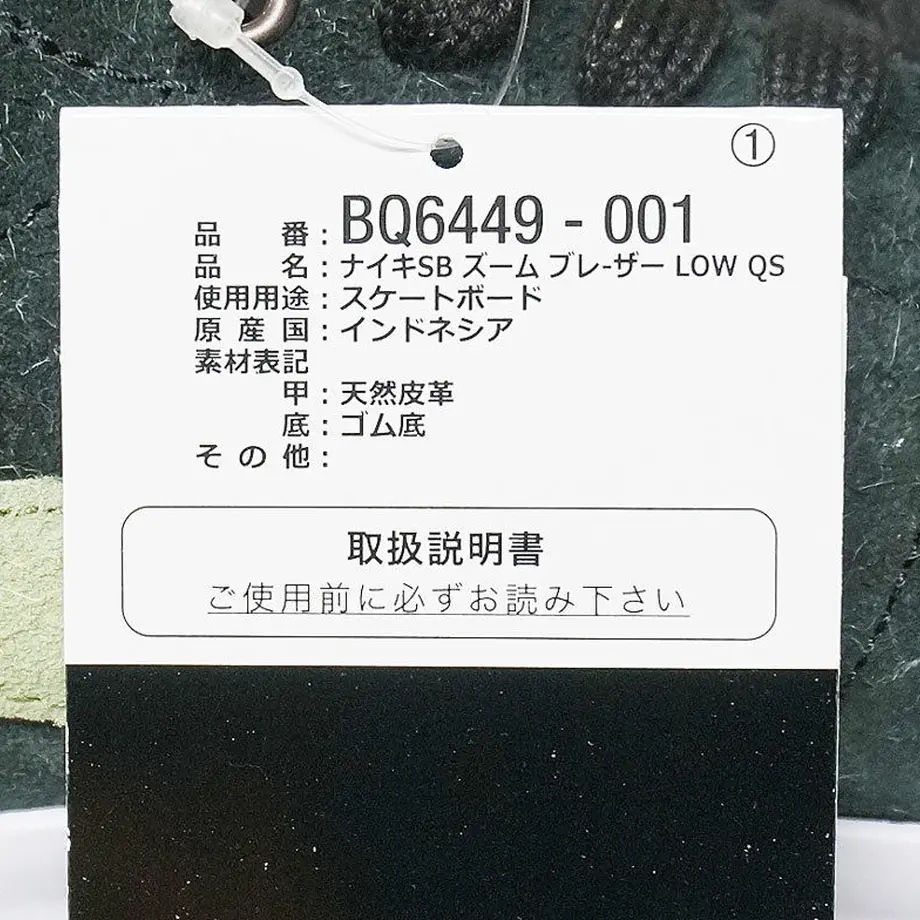 ①
品番：BQ6449 - 001
品名：ナイキSB ズーム ブレ-ザー LOW QS
使用用途：スケートボード
原産国：インドネシア
素材表記
甲：天然皮革
底：ゴム底
その他：
取扱説明書
ご使用前に必ずお読み下さい